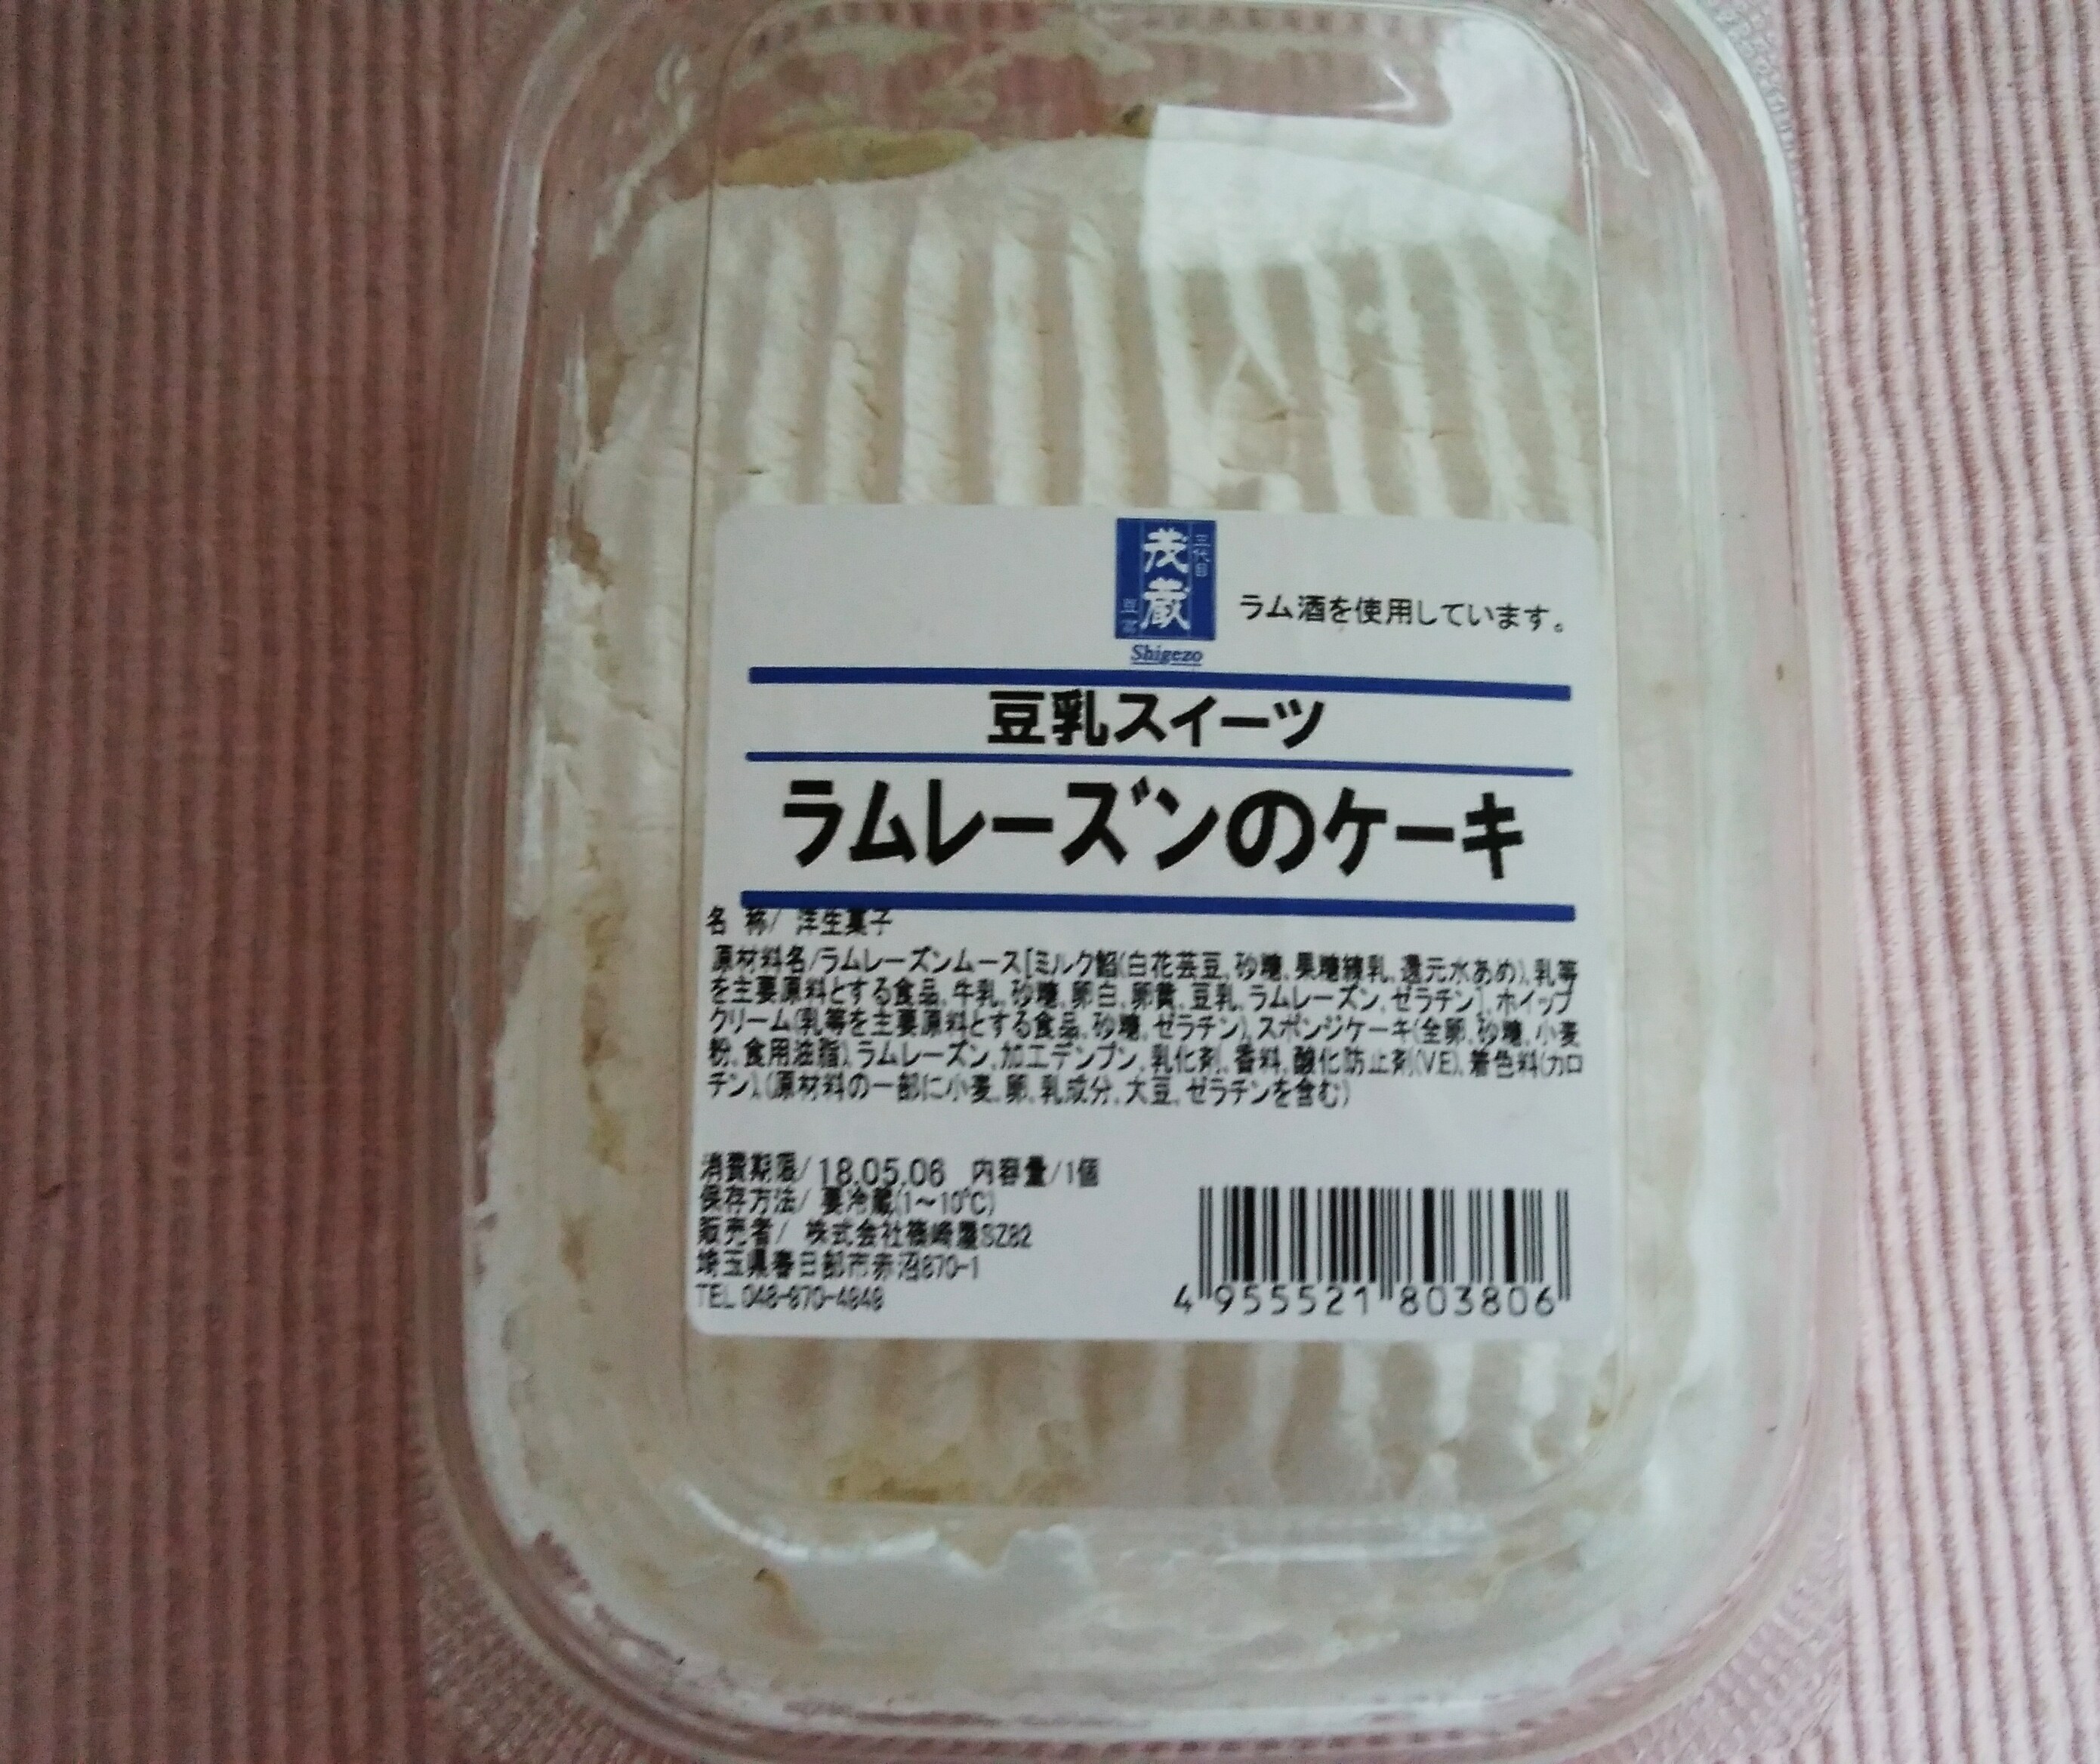 三代目
茂蔵
豆富
Shigezo
ラム酒を使用しています。
豆乳スイーツ
ラムレーズンのケーキ
名 称/ 洋生菓子
原材料名/ラムレーズンムース[ミルク餡(白花芸豆、砂糖、果糖練乳、還元水あめ)、乳等
を主要原料とする食品、牛乳、砂糖、卵白、卵黄、豆乳、ラムレーズン、ゼラチン]、ホイップ
クリーム(乳等を主要原料とする食品、砂糖、ゼラチン)、スポンジケーキ(全卵、砂糖、小麦
粉、食用油脂)、ラムレーズン、加工デンプン、乳化剤、香料、酸化防止剤(VE)、着色料(カロ
チン)、(原材料の一部に小麦、卵、乳成分、大豆、ゼラチンを含む)
消費期限/ 18.05.06 内容量/1個
保存方法/ 要冷蔵(1～10℃)
販売者/ 株式会社篠崎屋SZ82
埼玉県春日部市赤沼870-1
TEL 048-970-4949
4 955521 803806